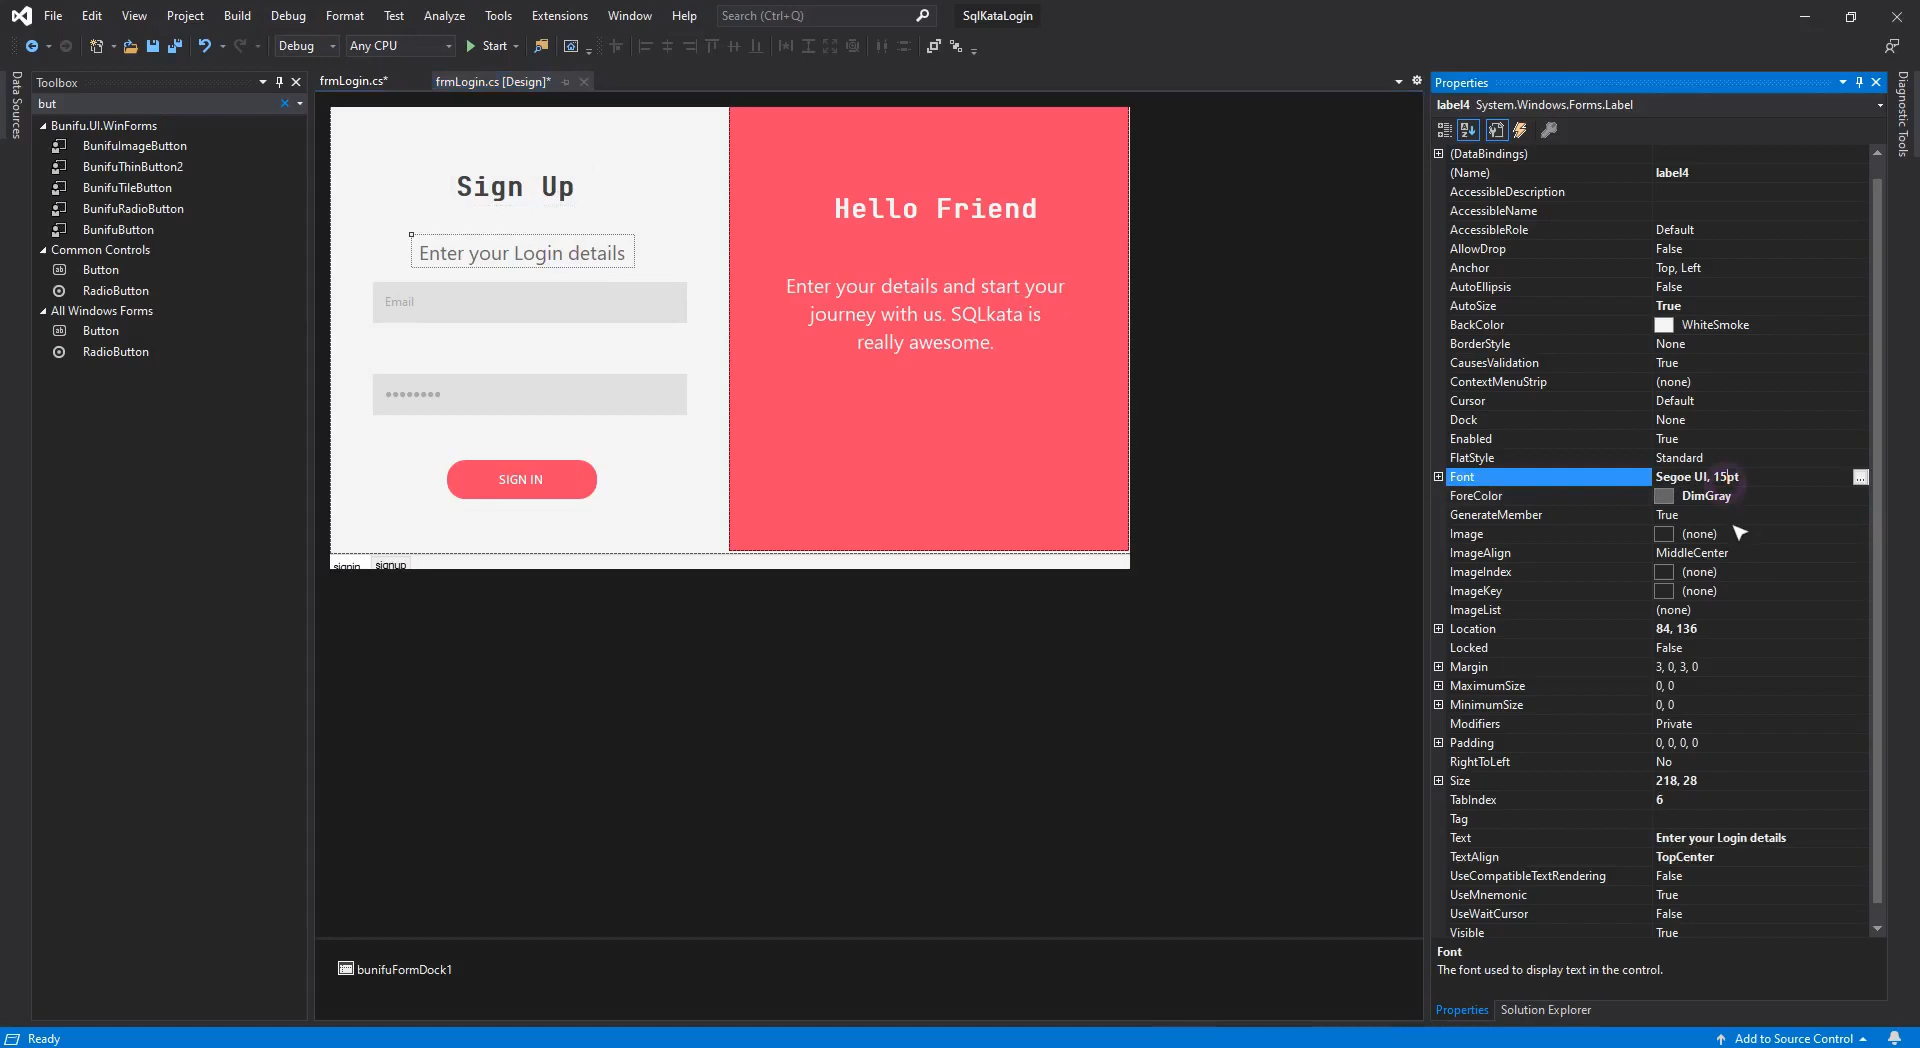 File Edit View Project Build Debug Format Test Analyze Tools Extensions Window Help Search (Ctrl+Q) SqlKataLogin
Debug Any CPU Start
Data Sources
Toolbox
but
Bunifu.UI.WinForms
BunifuImageButton
BunifuThinButton2
BunifuTileButton
BunifuRadioButton
BunifuButton
Common Controls
Button
RadioButton
All Windows Forms
Button
RadioButton
frmLogin.cs* frmLogin.cs [Design]*
Sign Up
Enter your Login details
Email
SIGN IN
signin signup
Hello Friend
Enter your details and start your
journey with us. SQLkata is
really awesome.
bunifuFormDock1
Properties
label4 System.Windows.Forms.Label
(DataBindings)
(Name) label4
AccessibleDescription
AccessibleName
AccessibleRole Default
AllowDrop False
Anchor Top, Left
AutoEllipsis False
AutoSize True
BackColor WhiteSmoke
BorderStyle None
CausesValidation True
ContextMenuStrip (none)
Cursor Default
Dock None
Enabled True
FlatStyle Standard
Font Segoe UI, 15pt ...
ForeColor DimGray
GenerateMember True
Image (none)
ImageAlign MiddleCenter
ImageIndex (none)
ImageKey (none)
ImageList (none)
Location 84, 136
Locked False
Margin 3, 0, 3, 0
MaximumSize 0, 0
MinimumSize 0, 0
Modifiers Private
Padding 0, 0, 0, 0
RightToLeft No
Size 218, 28
TabIndex 6
Tag
Text Enter your Login details
TextAlign TopCenter
UseCompatibleTextRendering False
UseMnemonic True
UseWaitCursor False
Visible True
Font
The font used to display text in the control.
Properties Solution Explorer
Diagnostic Tools
Ready Add to Source Control